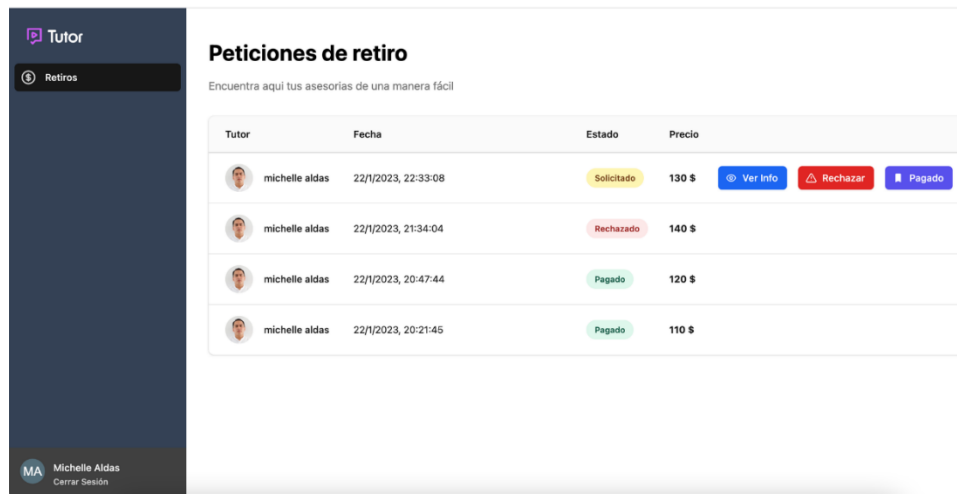 Tutor
Retiros
Peticiones de retiro
Encuentra aqui tus asesorias de una manera fácil
Tutor Fecha Estado Precio
michelle aldas 22/1/2023, 22:33:08 Solicitado 130 $ Ver Info Rechazar Pagado
michelle aldas 22/1/2023, 21:34:04 Rechazado 140 $
michelle aldas 22/1/2023, 20:47:44 Pagado 120 $
michelle aldas 22/1/2023, 20:21:45 Pagado 110 $
MA Michelle Aldas
Cerrar Sesión